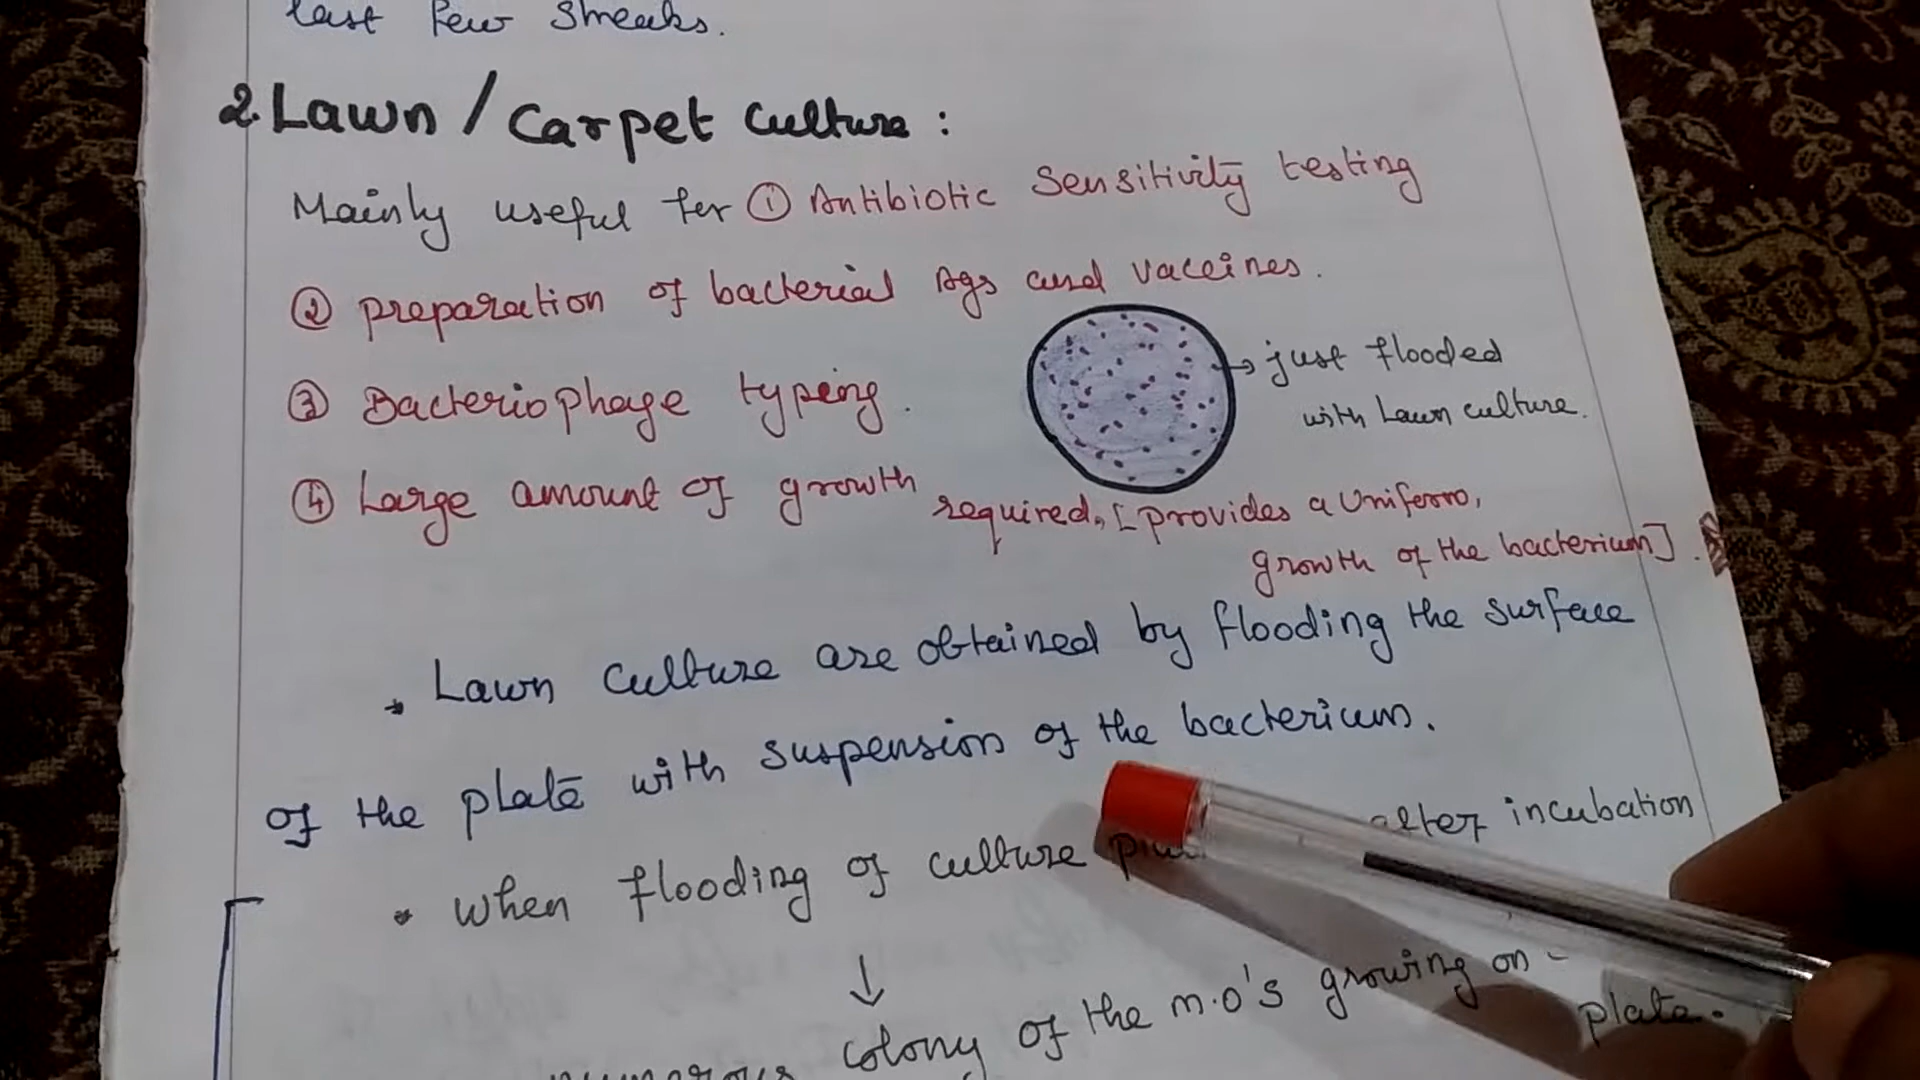 last few streaks.
2. Lawn / Carpet Culture :
Mainly useful for ① Antibiotic Sensitivity testing
② preparation of bacterial Ags and vaccines.
③ Bacteriophage typing.
→ just flooded
with Lawn culture.
④ Large amount of growth required, [provides a Uniform,
growth of the bacterium].
Lawn Culture are obtained by flooding the surface
of the plate with suspension of the bacterium.
• When flooding of culture after incubation
↓
numerous colony of the m.o's growing on -
plate.